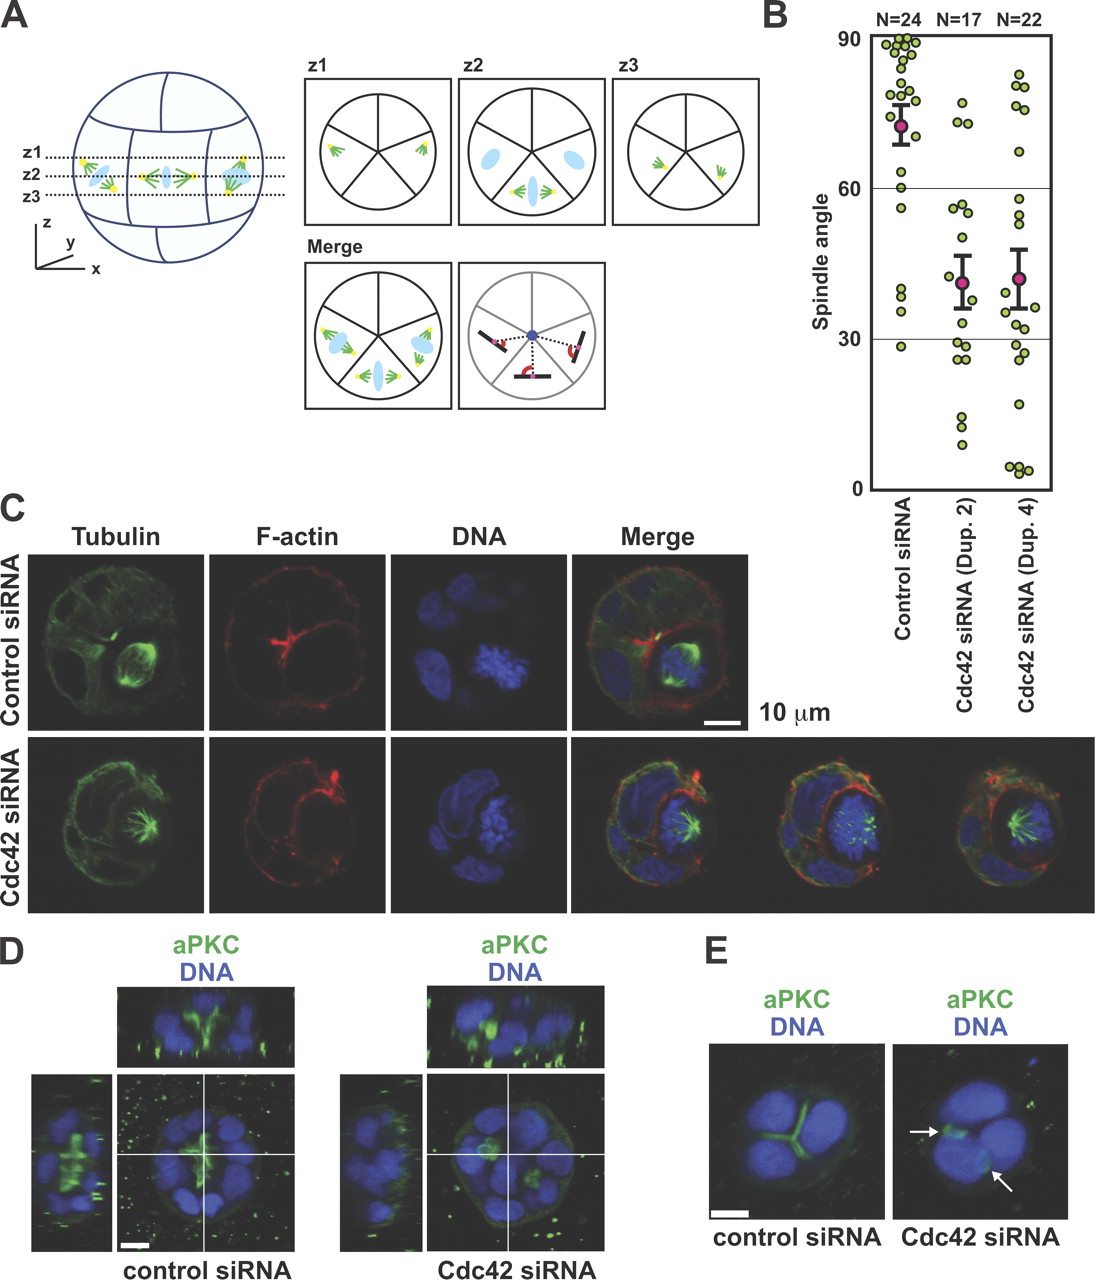 A
z1
z2
z3
z
y
x
z1
z2
z3
Merge
B
N=24 N=17 N=22
90
60
30
0
Spindle angle
Control siRNA
Cdc42 siRNA (Dup. 2)
Cdc42 siRNA (Dup. 4)
C
Tubulin F-actin DNA Merge
Control siRNA
10 μm
Cdc42 siRNA
D
aPKC
DNA
control siRNA
aPKC
DNA
Cdc42 siRNA
E
aPKC
DNA
control siRNA
aPKC
DNA
Cdc42 siRNA